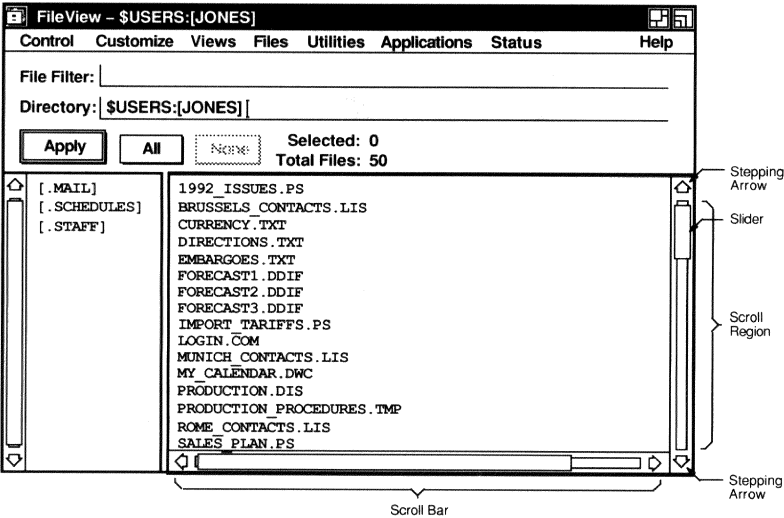 FileView – $USERS:[JONES]
Control Customize Views Files Utilities Applications Status Help
File Filter:
Directory: $USERS:[JONES]
Apply All None Selected: 0
Total Files: 50
[.MAIL]
[.SCHEDULES]
[.STAFF]
1992_ISSUES.PS
BRUSSELS_CONTACTS.LIS
CURRENCY.TXT
DIRECTIONS.TXT
EMBARGOES.TXT
FORECAST1.DDIF
FORECAST2.DDIF
FORECAST3.DDIF
IMPORT_TARIFFS.PS
LOGIN.COM
MUNICH_CONTACTS.LIS
MY_CALENDAR.DWC
PRODUCTION.DIS
PRODUCTION_PROCEDURES.TMP
ROME_CONTACTS.LIS
SALES_PLAN.PS
Stepping
Arrow
Slider
Scroll
Region
Stepping
Arrow
Scroll Bar